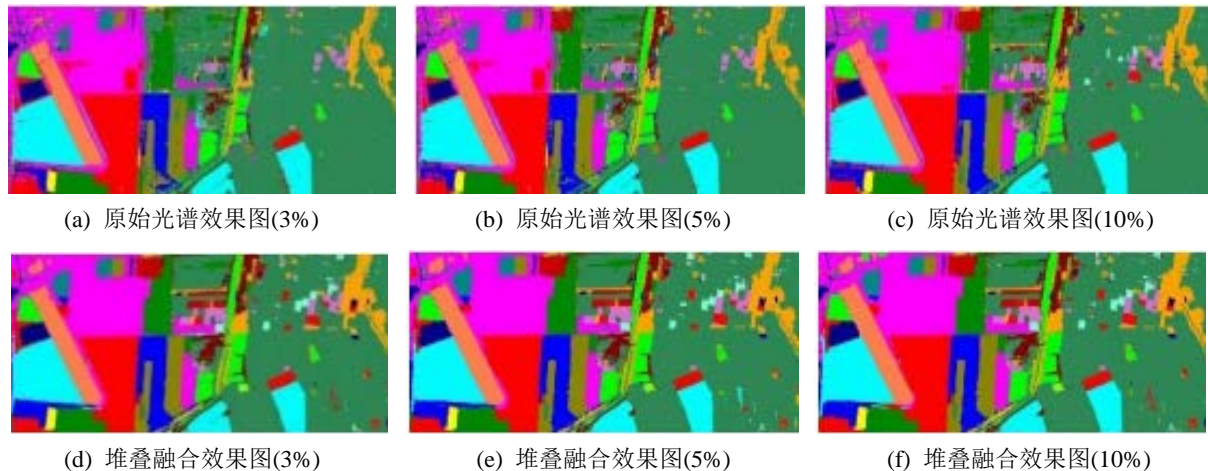 (a) 原始光谱效果图(3%)
(b) 原始光谱效果图(5%)
(c) 原始光谱效果图(10%)
(d) 堆叠融合效果图(3%)
(e) 堆叠融合效果图(5%)
(f) 堆叠融合效果图(10%)